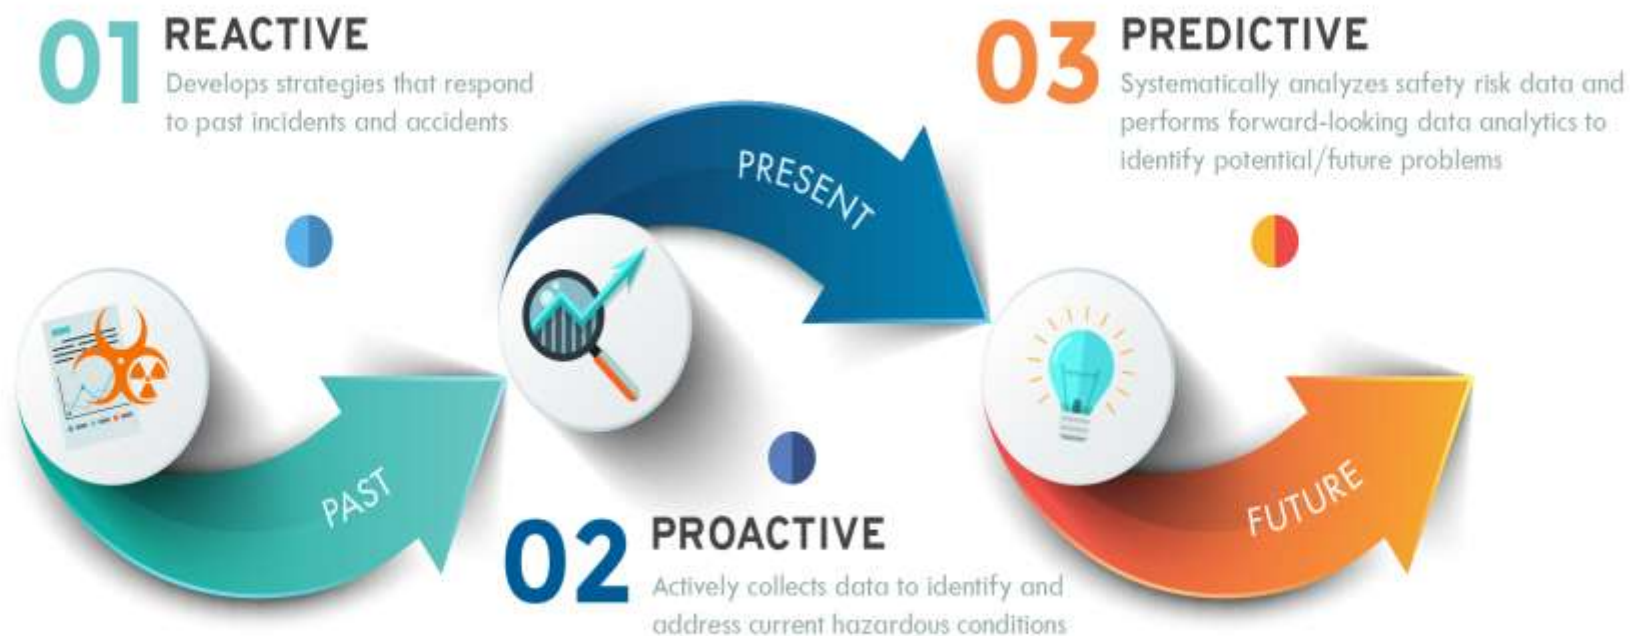 01 REACTIVE
Develops strategies that respond
to past incidents and accidents
PAST
PRESENT
02 PROACTIVE
Actively collects data to identify and
address current hazardous conditions
03 PREDICTIVE
Systematically analyzes safety risk data and
performs forward-looking data analytics to
identify potential/future problems
FUTURE